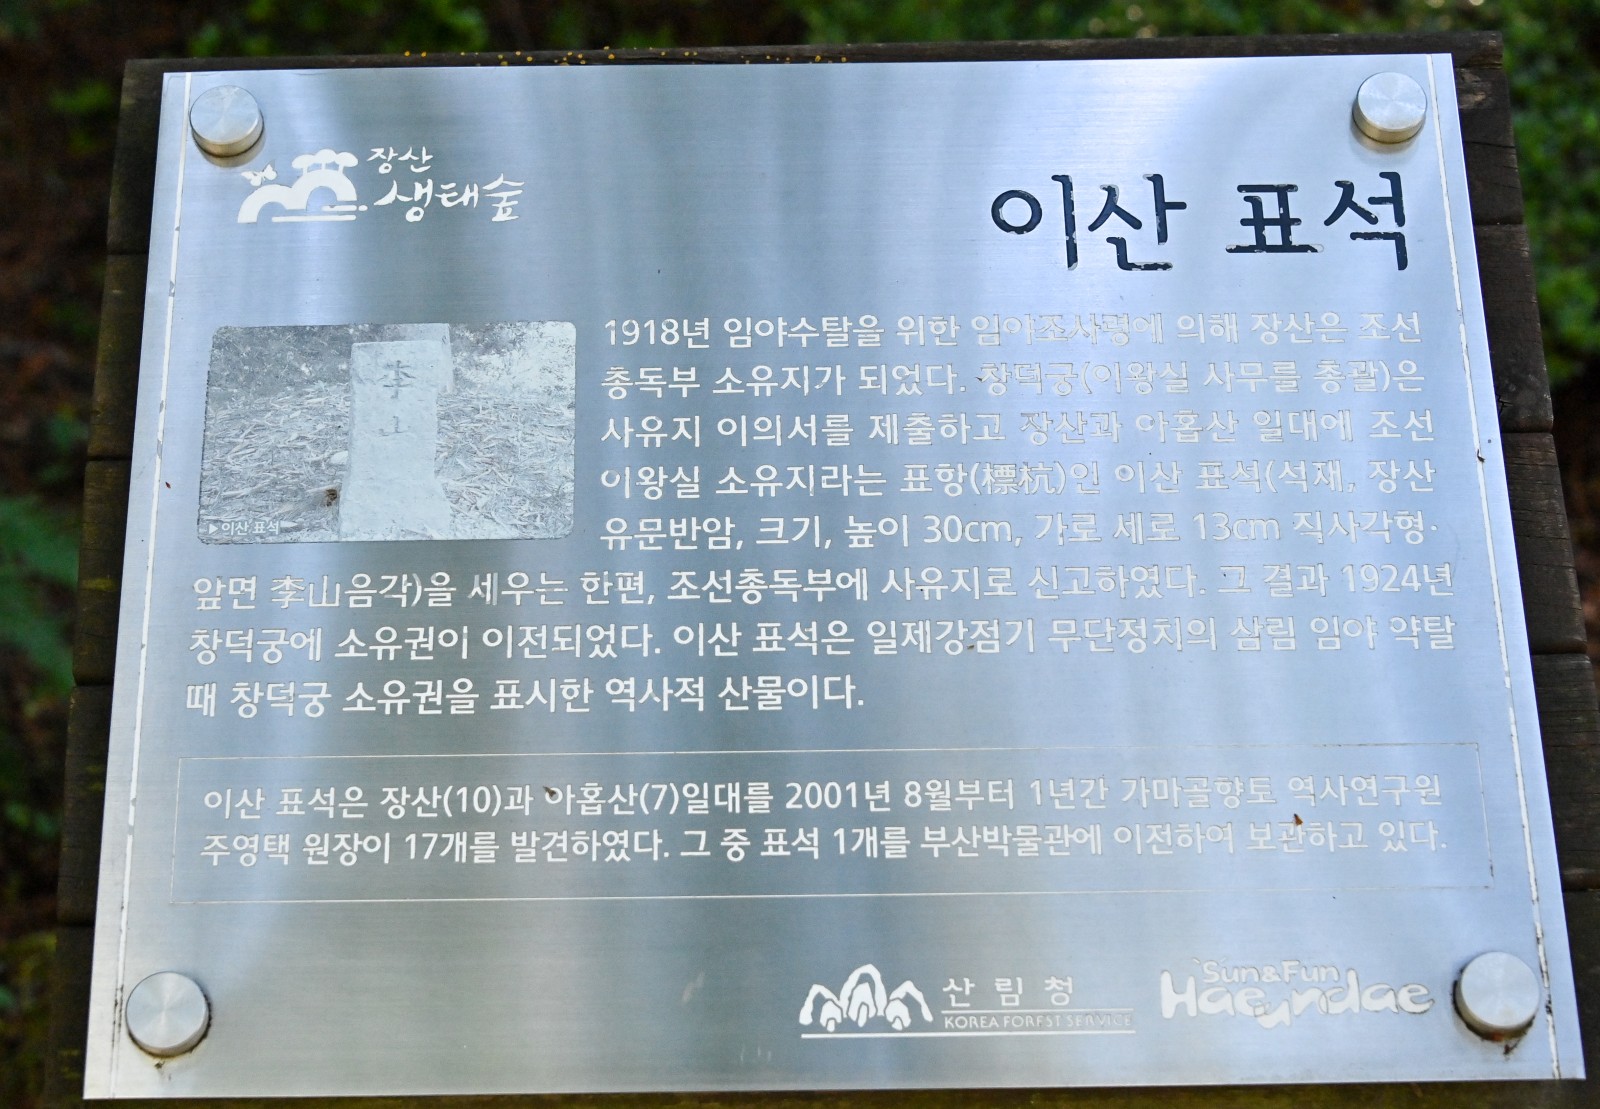 장산
생태숲
이산 표석
1918년 임야수탈을 위한 임야조사령에 의해 장산은 조선
총독부 소유지가 되었다. 창덕궁(이왕실 사무를 총괄)은
사유지 이의서를 제출하고 장산과 아홉산 일대에 조선
이왕실 소유지라는 표항(標杭)인 이산 표석(석재, 장산
유문반암, 크기, 높이 30cm, 가로 세로 13cm 직사각형·
앞면 李山음각)을 세우는 한편, 조선총독부에 사유지로 신고하였다. 그 결과 1924년
창덕궁에 소유권이 이전되었다. 이산 표석은 일제강점기 무단정치의 삼림 임야 약탈
때 창덕궁 소유권을 표시한 역사적 산물이다.
李
山
▶이산 표석
이산 표석은 장산(10)과 아홉산(7)일대를 2001년 8월부터 1년간 가마골향토 역사연구원
주영택 원장이 17개를 발견하였다. 그 중 표석 1개를 부산박물관에 이전하여 보관하고 있다.
산림청
KOREA FOREST SERVICE
Sun&Fun
Haeundae